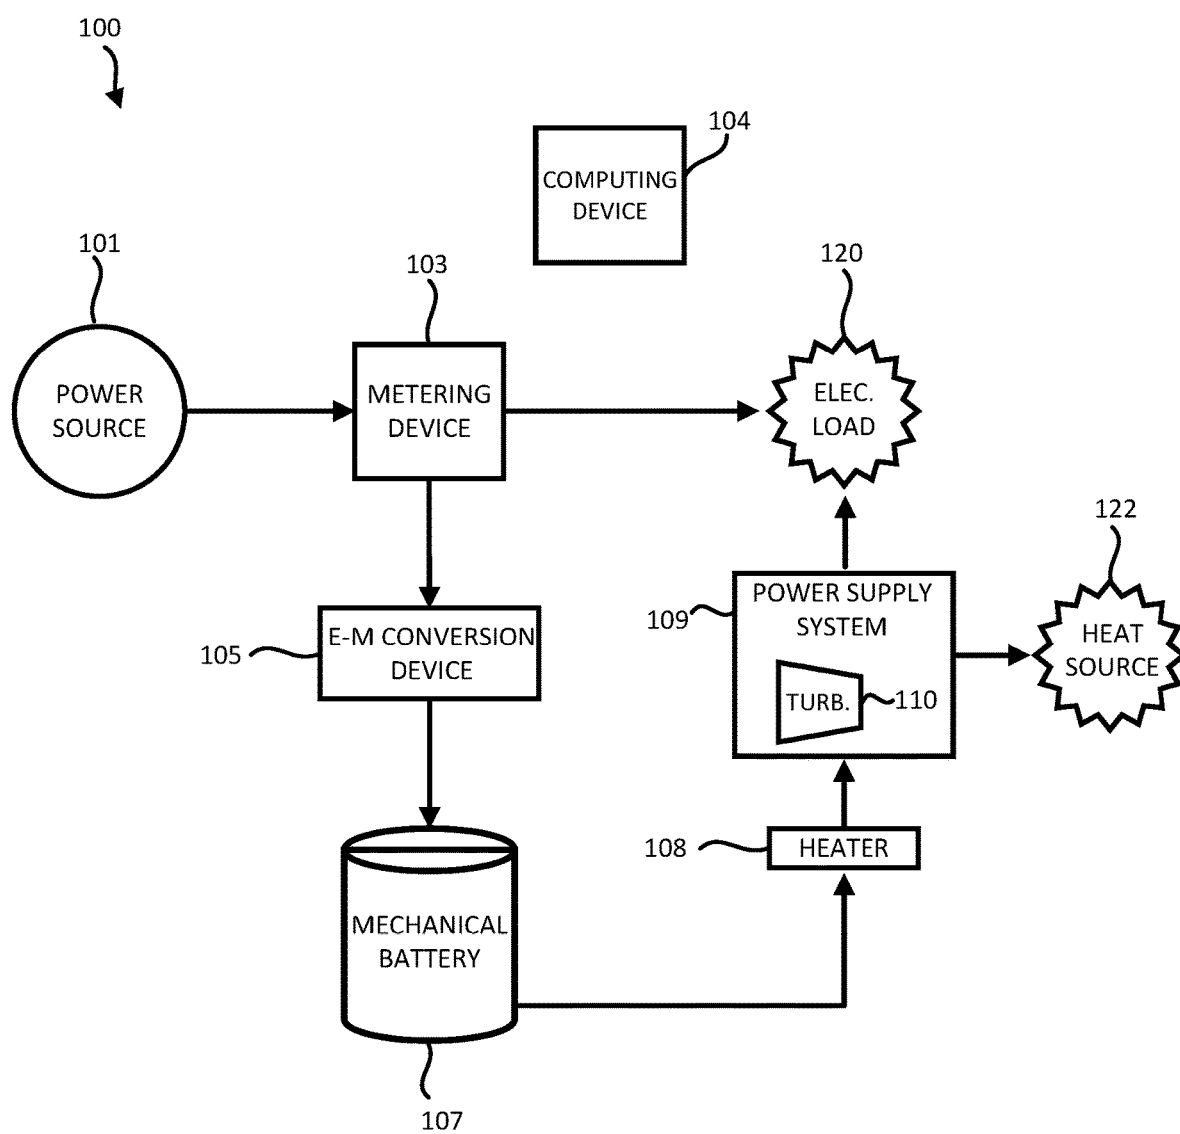 100
104
COMPUTING
DEVICE
101
103
120
POWER
SOURCE
METERING
DEVICE
ELEC.
LOAD
122
109
POWER SUPPLY
SYSTEM
105
E-M CONVERSION
DEVICE
HEAT
SOURCE
TURB.
110
108
HEATER
MECHANICAL
BATTERY
107